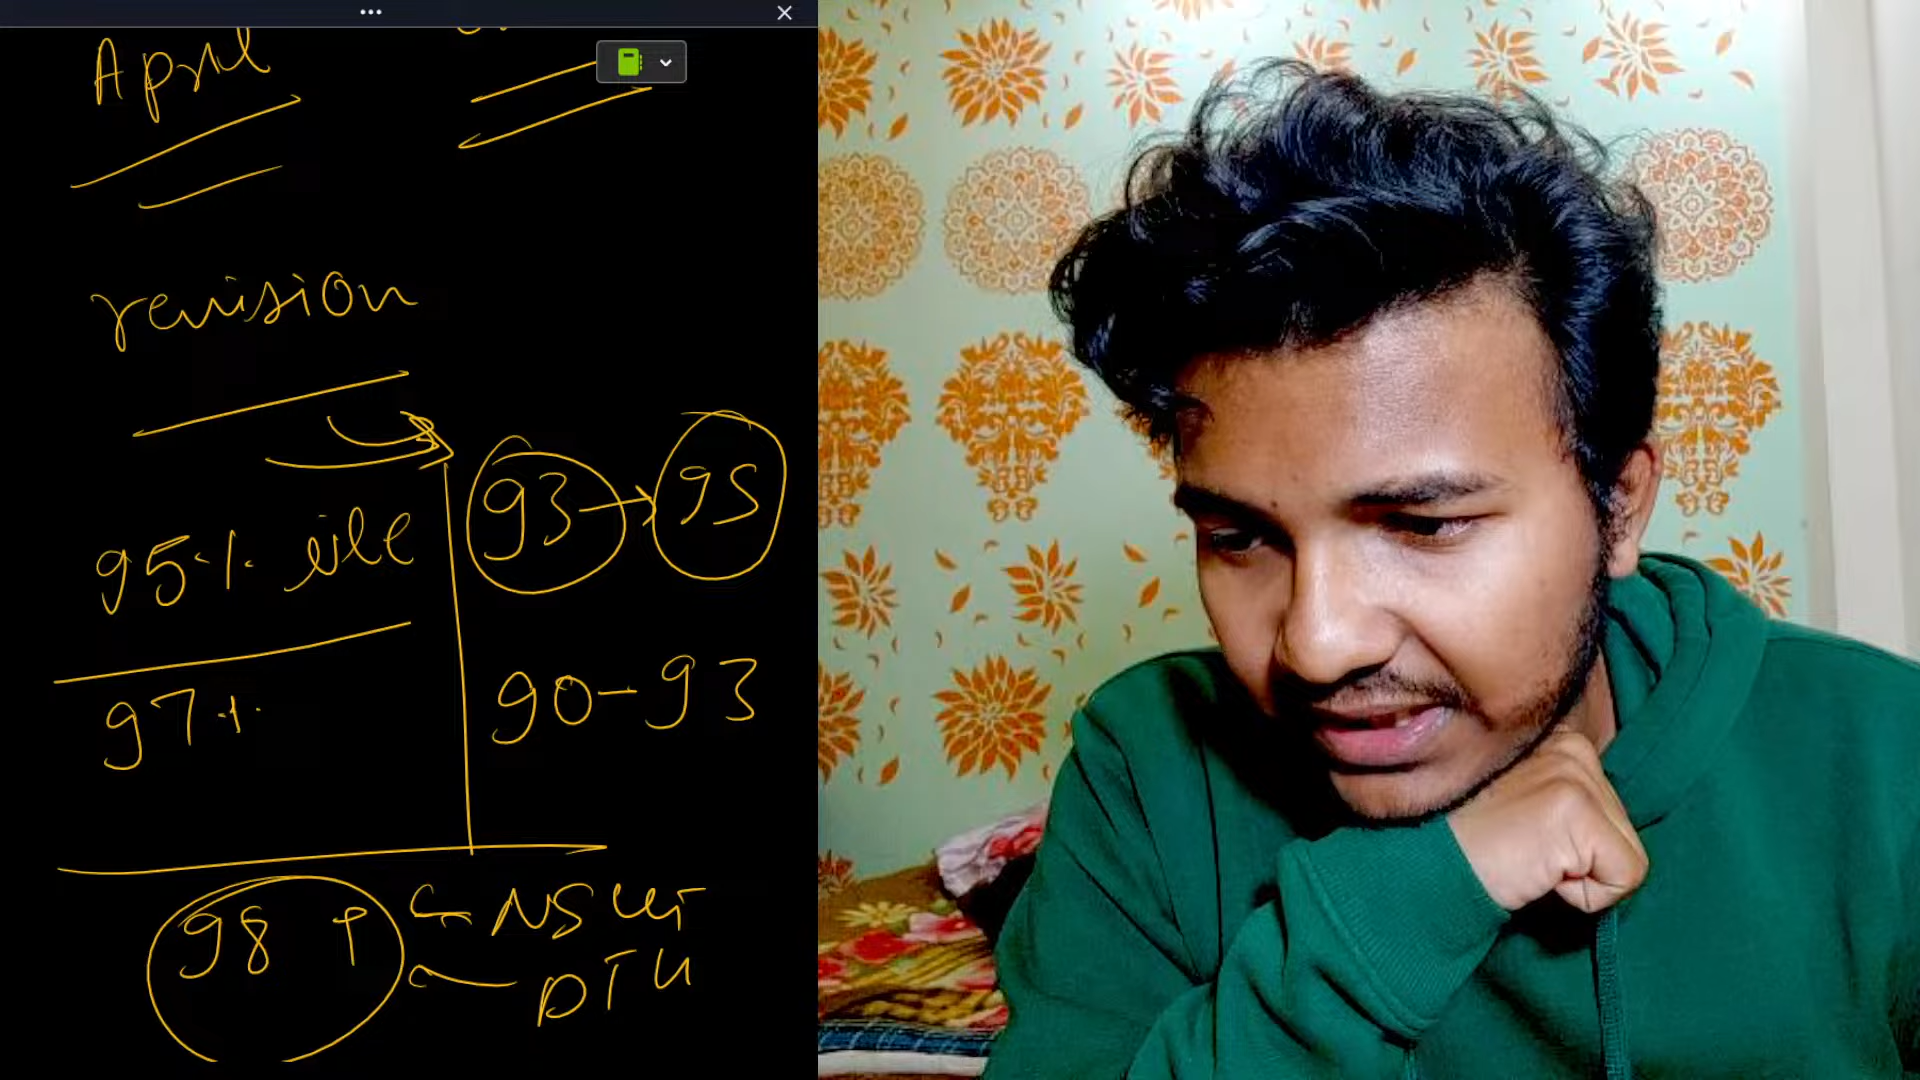 April
revision
93 → 95
95% ile
97%
90-93
98 ↑ NSUT
DTU